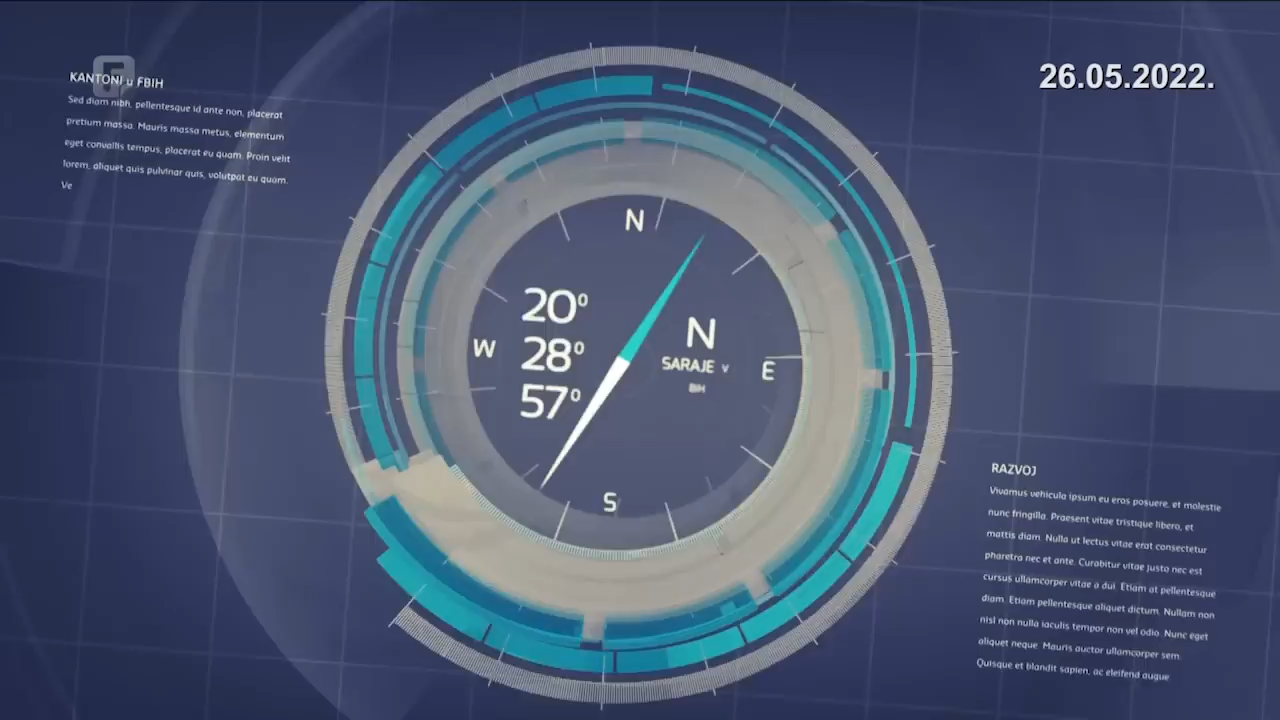 KANTONI u FBIH
Sed diam nibh, pellentesque id ante non, placerat
pretium massa. Mauris massa metus, elementum
eget convallis tempus, placerat eu quam. Proin velit
lorem, aliquet quis pulvinar quis, volutpat eu quam.
Ve
26.05.2022.
N
20°
28°
57°
W
N
SARAJE v
BIH
E
S
RAZVOJ
Vivamus vehicula ipsum eu eros posuere, et molestie
nunc fringilla. Praesent vitae tristique libero, et
mattis diam. Nulla ut lectus vitae erat consectetur
pharetra nec et ante. Curabitur vitae justo nec est
cursus ullamcorper vitae a dui. Etiam at pellentesque
diam. Etiam pellentesque aliquet dictum. Nullam non
nisl non nulla iaculis tempor non vel odio. Nunc eget
aliquet neque. Mauris auctor ullamcorper sem.
Quisque et blandit sapien, ac eleifend augue